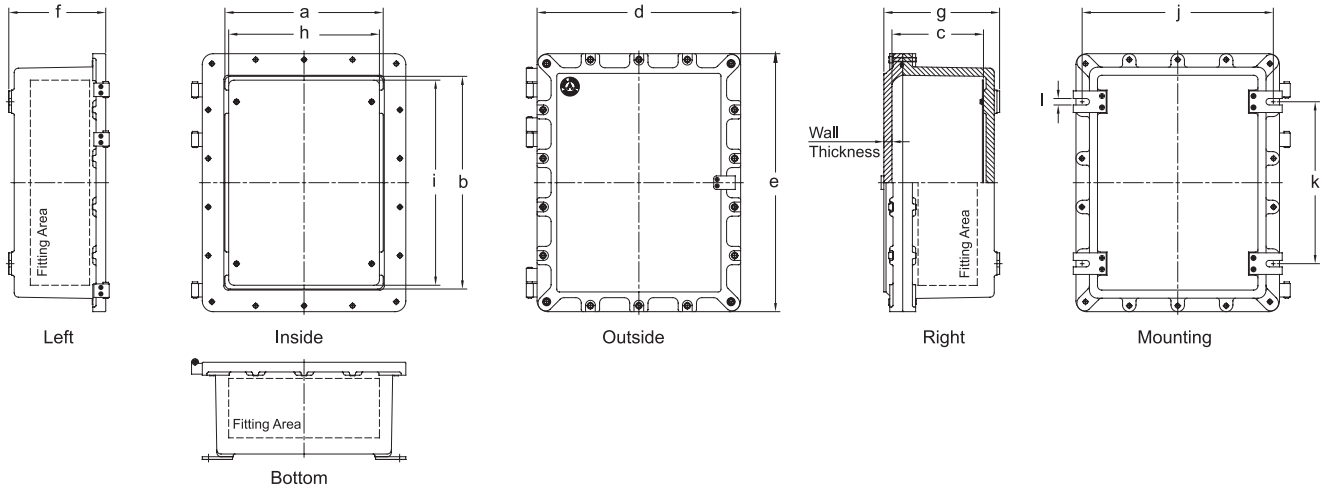 f
a
h
d
g
c
j
l
Wall
Thickness
i
b
e
k
Fitting Area
Fitting Area
Left
Inside
Outside
Right
Mounting
Fitting Area
Bottom